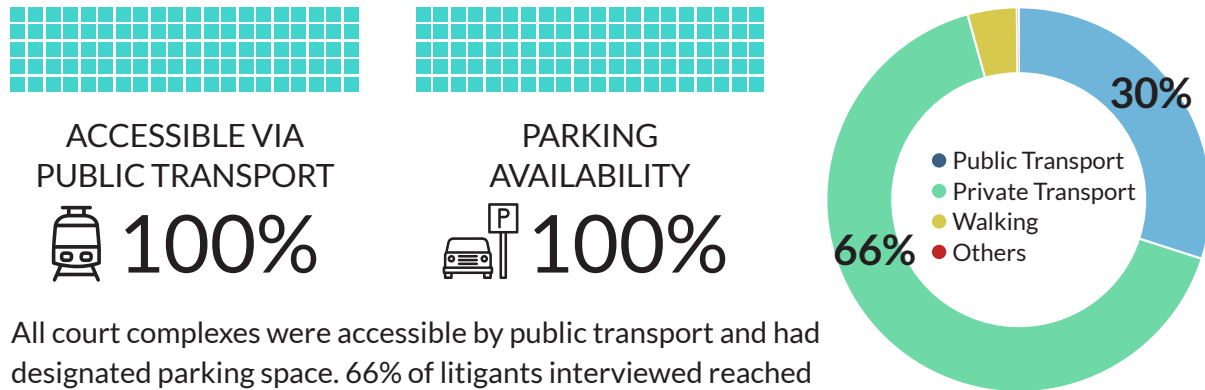 ACCESSIBLE VIA
PUBLIC TRANSPORT
100%
PARKING
AVAILABILITY
P
100%
30%
66%
Public Transport
Private Transport
Walking
Others
All court complexes were accessible by public transport and had
designated parking space. 66% of litigants interviewed reached